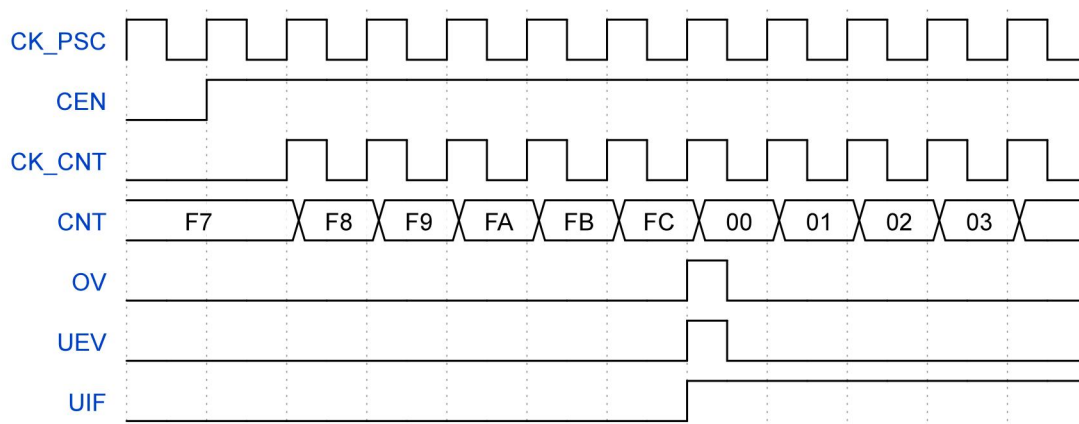 CK_PSC
CEN
CK_CNT
CNT F7 F8 F9 FA FB FC 00 01 02 03
OV
UEV
UIF